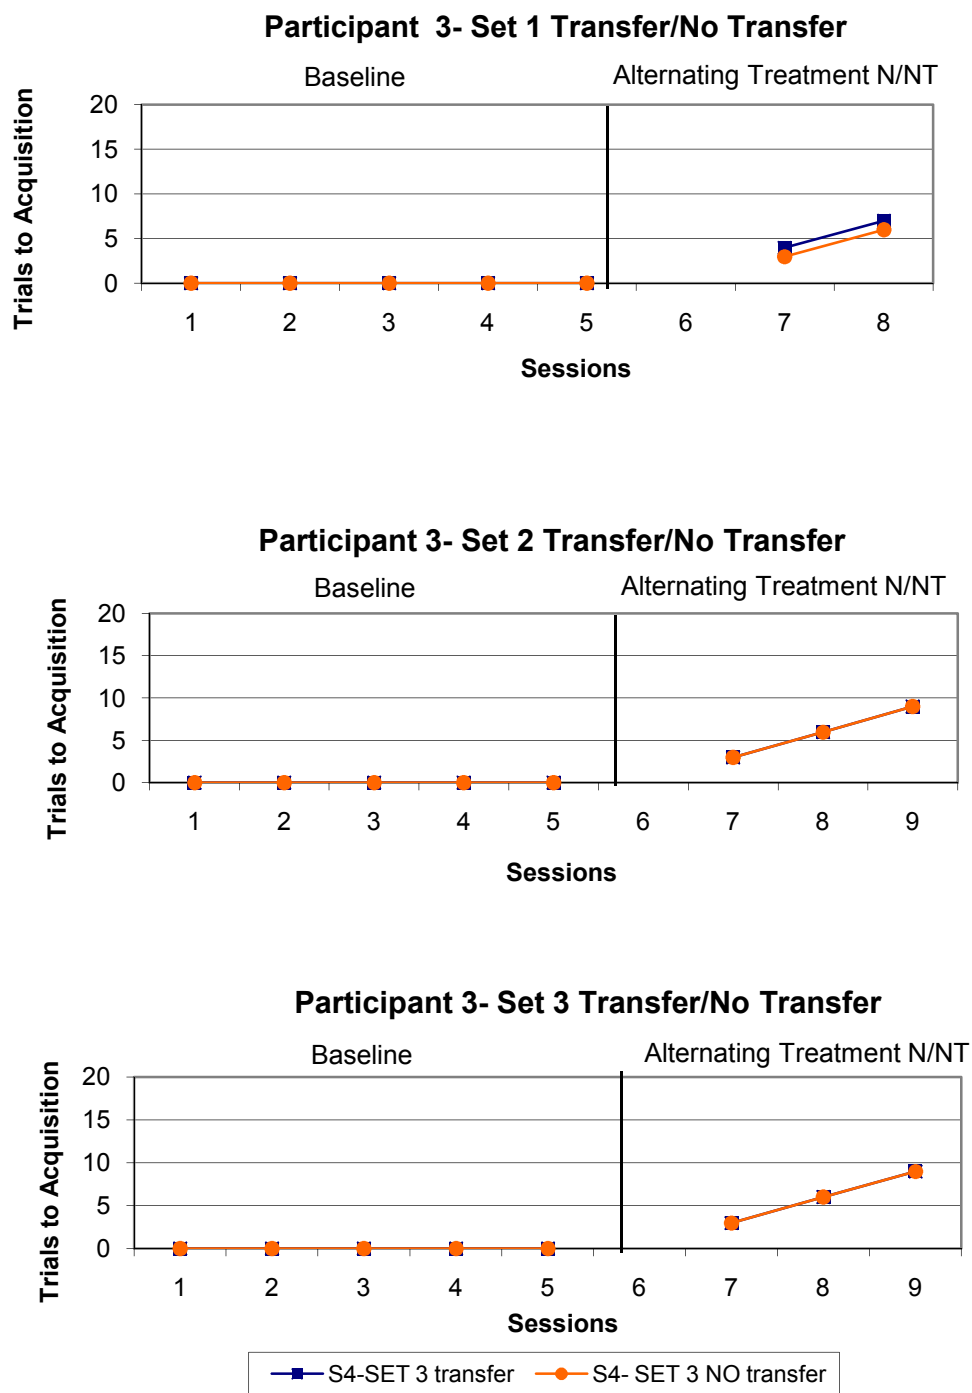 Participant 3- Set 1 Transfer/No Transfer
Baseline
Alternating Treatment N/NT
Trials to Acquisition
20
15
10
5
0
1 2 3 4 5 6 7 8
Sessions
Participant 3- Set 2 Transfer/No Transfer
Baseline
Alternating Treatment N/NT
Trials to Acquisition
20
15
10
5
0
1 2 3 4 5 6 7 8 9
Sessions
Participant 3- Set 3 Transfer/No Transfer
Baseline
Alternating Treatment N/NT
Trials to Acquisition
20
15
10
5
0
1 2 3 4 5 6 7 8 9
Sessions
S4-SET 3 transfer
S4- SET 3 NO transfer